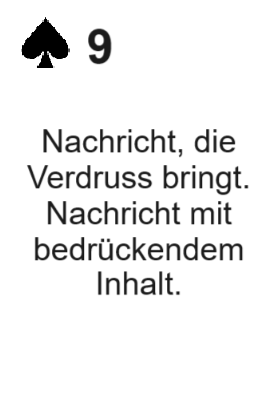 ♠ 9
Nachricht, die
Verdruss bringt.
Nachricht mit
bedrückendem
Inhalt.